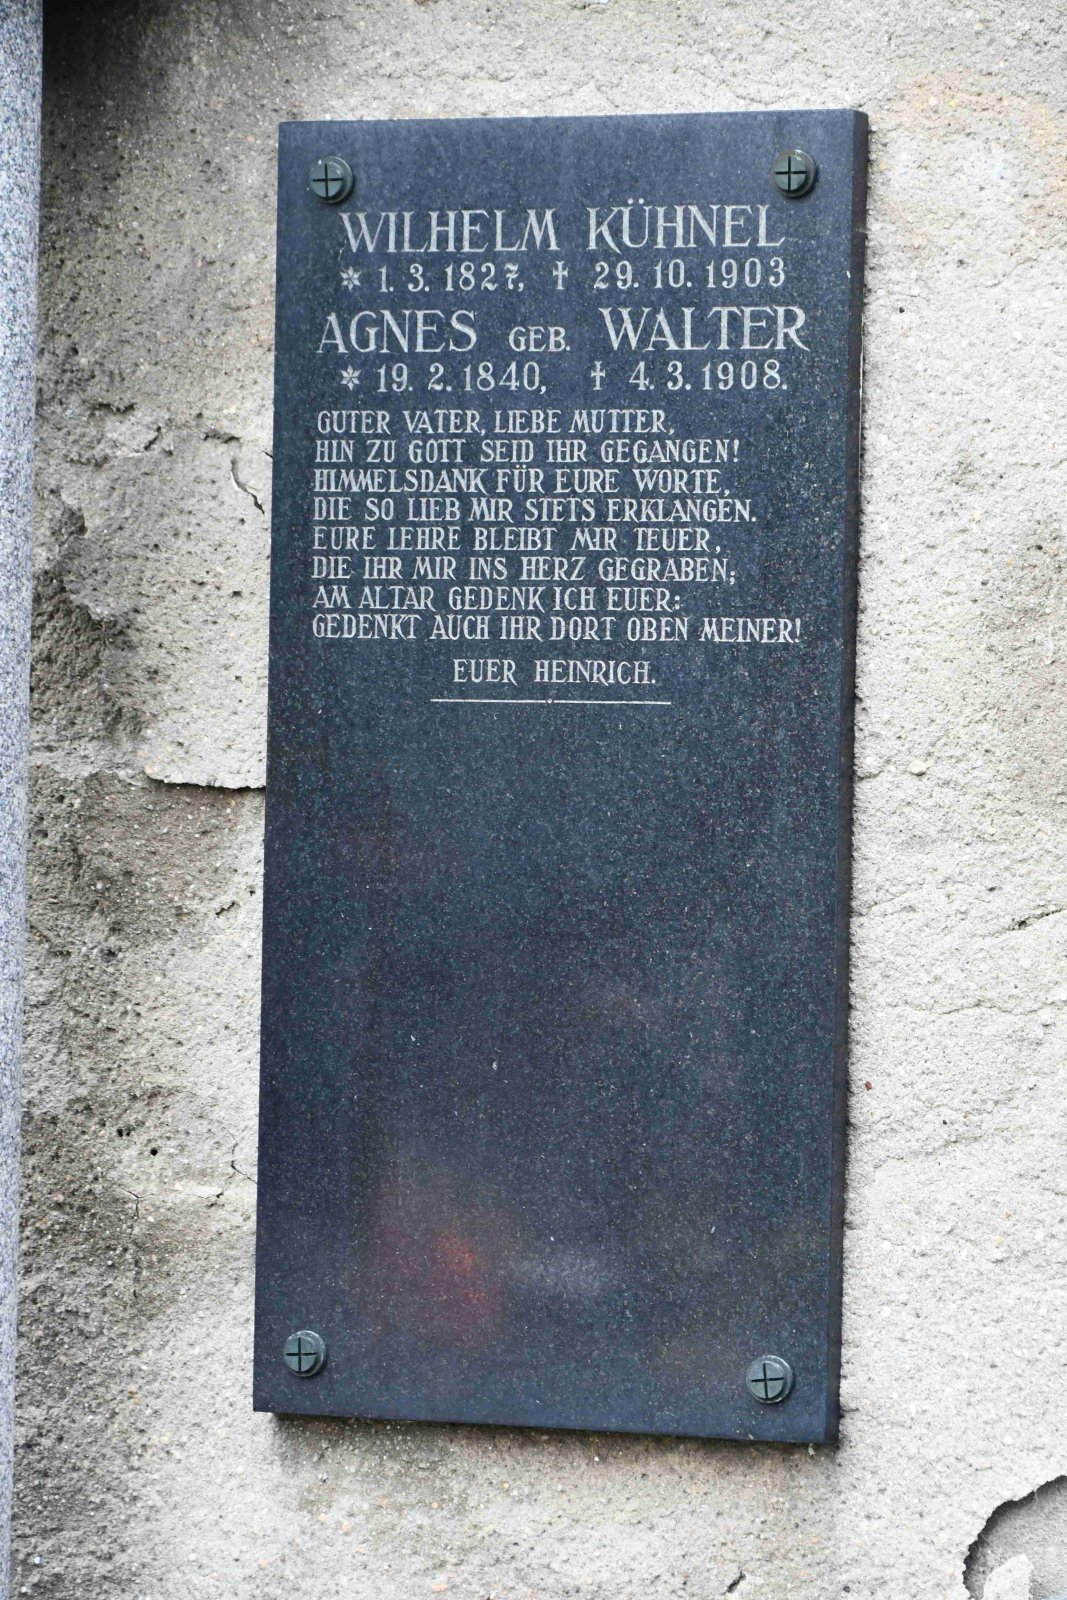 WILHELM KÜHNEL
* 1. 3. 1827, † 29. 10. 1903
AGNES GEB. WALTER
* 19. 2. 1840, † 4. 3. 1908.
GUTER VATER, LIEBE MUTTER,
HIN ZU GOTT SEID IHR GEGANGEN!
HIMMELSDANK FÜR EURE WORTE,
DIE SO LIEB MIR STETS ERKLANGEN.
EURE LEHRE BLEIBT MIR TEUER,
DIE IHR MIR INS HERZ GEGRABEN;
AM ALTAR GEDENK ICH EUER:
GEDENKT AUCH IHR DORT OBEN MEINER!
EUER HEINRICH.